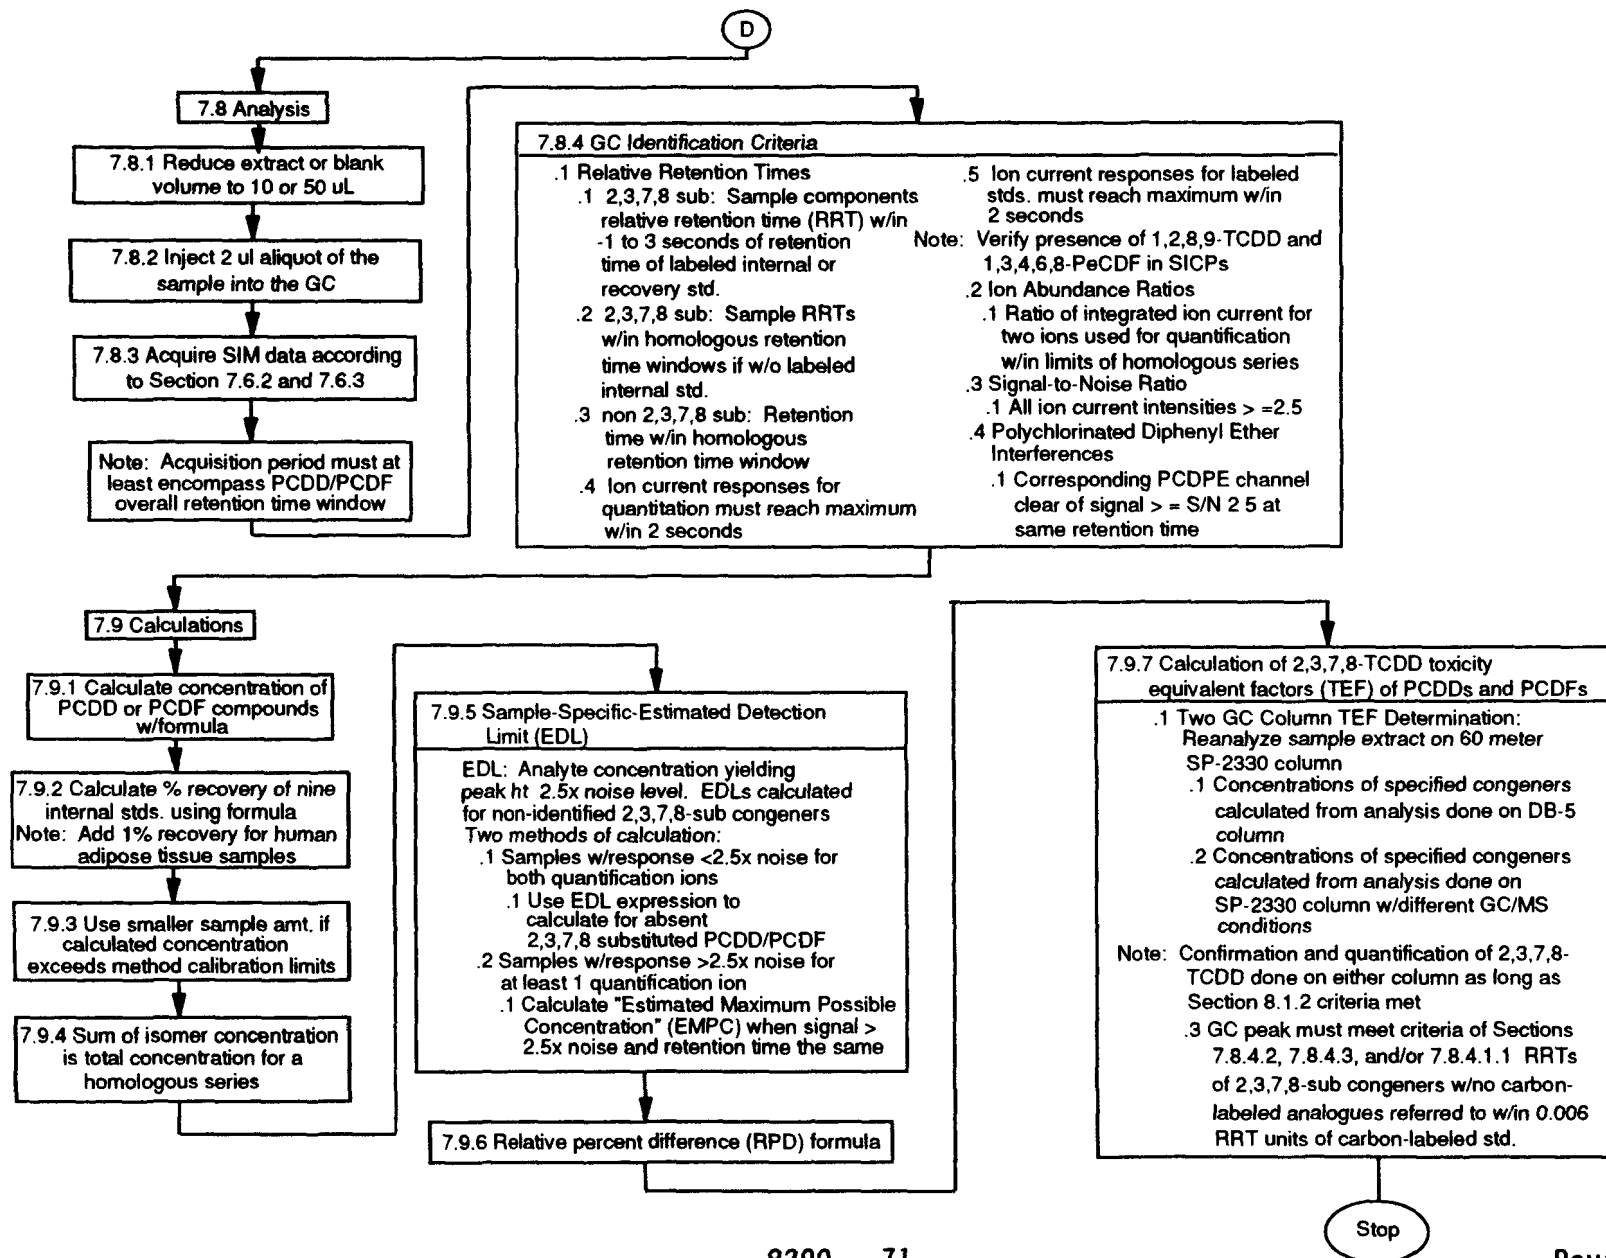 D
7.8 Analysis
7.8.1 Reduce extract or blank
volume to 10 or 50 uL
7.8.2 Inject 2 ul aliquot of the
sample into the GC
7.8.3 Acquire SIM data according
to Section 7.6.2 and 7.6.3
Note: Acquisition period must at
least encompass PCDD/PCDF
overall retention time window
7.8.4 GC Identification Criteria
.1 Relative Retention Times
.1 2,3,7,8 sub: Sample components
relative retention time (RRT) w/in
-1 to 3 seconds of retention
time of labeled internal or
recovery std.
.2 2,3,7,8 sub: Sample RRTs
w/in homologous retention
time windows if w/o labeled
internal std.
.3 non 2,3,7,8 sub: Retention
time w/in homologous
retention time window
.4 Ion current responses for
quantitation must reach maximum
w/in 2 seconds
.5 Ion current responses for labeled
stds. must reach maximum w/in
2 seconds
Note: Verify presence of 1,2,8,9-TCDD and
1,3,4,6,8-PeCDF in SICPs
.2 Ion Abundance Ratios
.1 Ratio of integrated ion current for
two ions used for quantification
w/in limits of homologous series
.3 Signal-to-Noise Ratio
.1 All ion current intensities > =2.5
.4 Polychlorinated Diphenyl Ether
Interferences
.1 Corresponding PCDPE channel
clear of signal > = S/N 2 5 at
same retention time
7.9 Calculations
7.9.1 Calculate concentration of
PCDD or PCDF compounds
w/formula
7.9.2 Calculate % recovery of nine
internal stds. using formula
Note: Add 1% recovery for human
adipose tissue samples
7.9.3 Use smaller sample amt. if
calculated concentration
exceeds method calibration limits
7.9.4 Sum of isomer concentration
is total concentration for a
homologous series
7.9.5 Sample-Specific-Estimated Detection
Limit (EDL)
EDL: Analyte concentration yielding
peak ht 2.5x noise level. EDLs calculated
for non-identified 2,3,7,8-sub congeners
Two methods of calculation:
.1 Samples w/response <2.5x noise for
both quantification ions
.1 Use EDL expression to
calculate for absent
2,3,7,8 substituted PCDD/PCDF
.2 Samples w/response >2.5x noise for
at least 1 quantification ion
.1 Calculate "Estimated Maximum Possible
Concentration" (EMPC) when signal >
2.5x noise and retention time the same
7.9.6 Relative percent difference (RPD) formula
7.9.7 Calculation of 2,3,7,8-TCDD toxicity
equivalent factors (TEF) of PCDDs and PCDFs
.1 Two GC Column TEF Determination:
Reanalyze sample extract on 60 meter
SP-2330 column
.1 Concentrations of specified congeners
calculated from analysis done on DB-5
column
.2 Concentrations of specified congeners
calculated from analysis done on
SP-2330 column w/different GC/MS
conditions
Note: Confirmation and quantification of 2,3,7,8-
TCDD done on either column as long as
Section 8.1.2 criteria met
.3 GC peak must meet criteria of Sections
7.8.4.2, 7.8.4.3, and/or 7.8.4.1.1 RRTs
of 2,3,7,8-sub congeners w/no carbon-
labeled analogues referred to w/in 0.006
RRT units of carbon-labeled std.
Stop